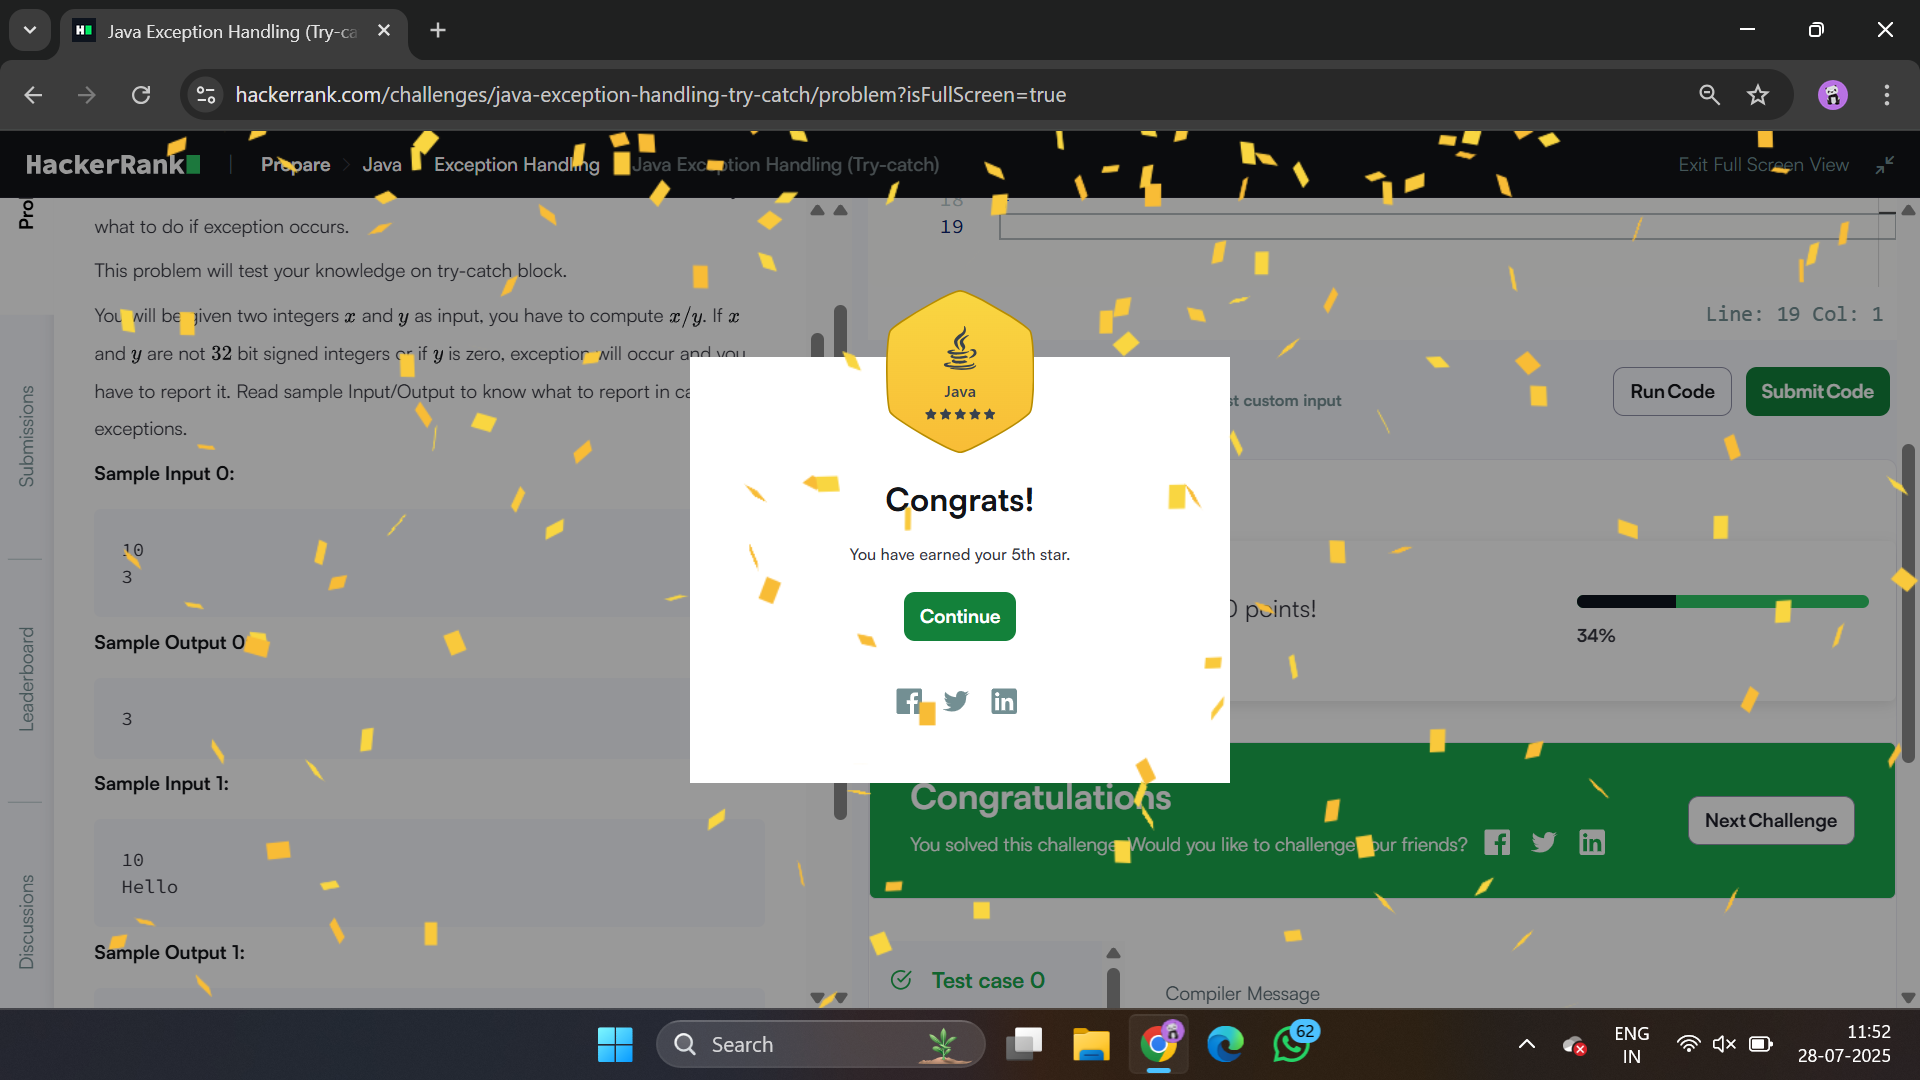 Java Exception Handling (Try-ca
hackerrank.com/challenges/java-exception-handling-try-catch/problem?isFullScreen=true
HackerRank
Prepare
Java
Exception Handling
Java Exception Handling (Try-catch)
Exit Full Screen View
Pro
Submissions
Leaderboard
Discussions
what to do if exception occurs.
This problem will test your knowledge on try-catch block.
You will be given two integers x and y as input, you have to compute x/y. If x
and y are not 32 bit signed integers or if y is zero, exception will occur and you
have to report it. Read sample Input/Output to know what to report in ca
exceptions.
Sample Input 0:
10
3
Sample Output 0
3
Sample Input 1:
10
Hello
Sample Output 1:
18
19
Line: 19 Col: 1
st custom input
Run Code
Submit Code
0 points!
34%
Java
Congrats!
You have earned your 5th star.
Continue
Congratulations
You solved this challenge. Would you like to challenge your friends?
Next Challenge
Test case 0
Compiler Message
Search
62
ENG
IN
11:52
28-07-2025